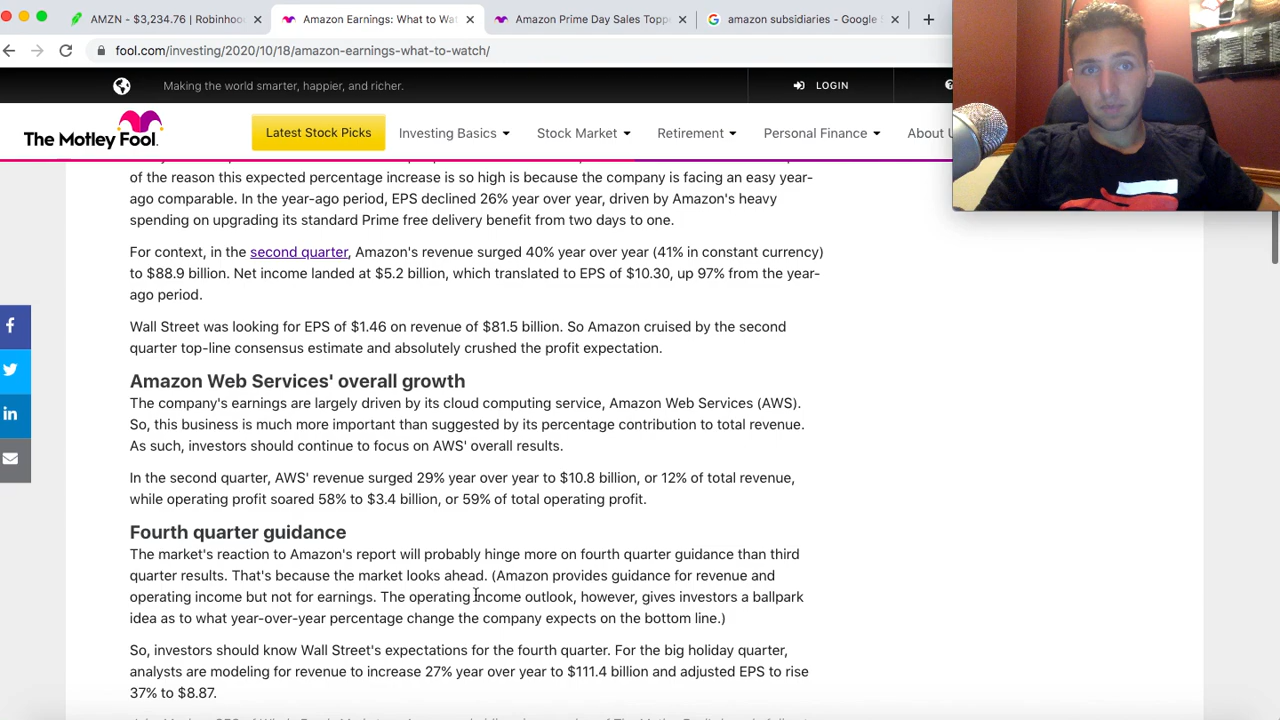 AMZN - $3,234.76 | Robinhoo
Amazon Earnings: What to Wat
Amazon Prime Day Sales Topp
amazon subsidiaries - Google
fool.com/investing/2020/10/18/amazon-earnings-what-to-watch/
Making the world smarter, happier, and richer.
LOGIN
The Motley Fool.
Latest Stock Picks
Investing Basics
Stock Market
Retirement
Personal Finance
About U
of the reason this expected percentage increase is so high is because the company is facing an easy year-
ago comparable. In the year-ago period, EPS declined 26% year over year, driven by Amazon's heavy
spending on upgrading its standard Prime free delivery benefit from two days to one.
For context, in the second quarter, Amazon's revenue surged 40% year over year (41% in constant currency)
to $88.9 billion. Net income landed at $5.2 billion, which translated to EPS of $10.30, up 97% from the year-
ago period.
Wall Street was looking for EPS of $1.46 on revenue of $81.5 billion. So Amazon cruised by the second
quarter top-line consensus estimate and absolutely crushed the profit expectation.
Amazon Web Services' overall growth
The company's earnings are largely driven by its cloud computing service, Amazon Web Services (AWS).
So, this business is much more important than suggested by its percentage contribution to total revenue.
As such, investors should continue to focus on AWS' overall results.
In the second quarter, AWS' revenue surged 29% year over year to $10.8 billion, or 12% of total revenue,
while operating profit soared 58% to $3.4 billion, or 59% of total operating profit.
Fourth quarter guidance
The market's reaction to Amazon's report will probably hinge more on fourth quarter guidance than third
quarter results. That's because the market looks ahead. (Amazon provides guidance for revenue and
operating income but not for earnings. The operating income outlook, however, gives investors a ballpark
idea as to what year-over-year percentage change the company expects on the bottom line.)
So, investors should know Wall Street's expectations for the fourth quarter. For the big holiday quarter,
analysts are modeling for revenue to increase 27% year over year to $111.4 billion and adjusted EPS to rise
37% to $8.87.